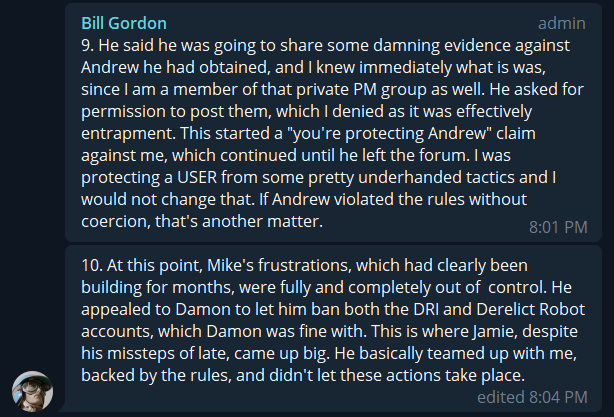 Bill Gordon admin
9. He said he was going to share some damning evidence against
Andrew he had obtained, and I knew immediately what is was,
since I am a member of that private PM group as well. He asked for
permission to post them, which I denied as it was effectively
entrapment. This started a "you're protecting Andrew" claim
against me, which continued until he left the forum. I was
protecting a USER from some pretty underhanded tactics and I
would not change that. If Andrew violated the rules without
coercion, that's another matter.
8:01 PM
10. At this point, Mike's frustrations, which had clearly been
building for months, were fully and completely out of  control. He
appealed to Damon to let him ban both the DRI and Derelict Robot
accounts, which Damon was fine with. This is where Jamie, despite
his missteps of late, came up big. He basically teamed up with me,
backed by the rules, and didn't let these actions take place.
edited 8:04 PM